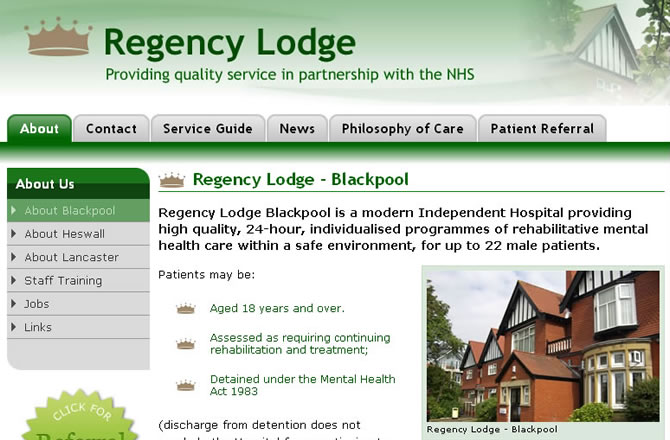 Regency Lodge
Providing quality service in partnership with the NHS
About
Contact
Service Guide
News
Philosophy of Care
Patient Referral
About Us
About Blackpool
About Heswall
About Lancaster
Staff Training
Jobs
Links
CLICK FOR
Referral
Regency Lodge - Blackpool
Regency Lodge Blackpool is a modern Independent Hospital providing
high quality, 24-hour, individualised programmes of rehabilitative mental
health care within a safe environment, for up to 22 male patients.
Patients may be:
Aged 18 years and over.
Assessed as requiring continuing
rehabilitation and treatment;
Detained under the Mental Health
Act 1983
(discharge from detention does not
Regency Lodge - Blackpool